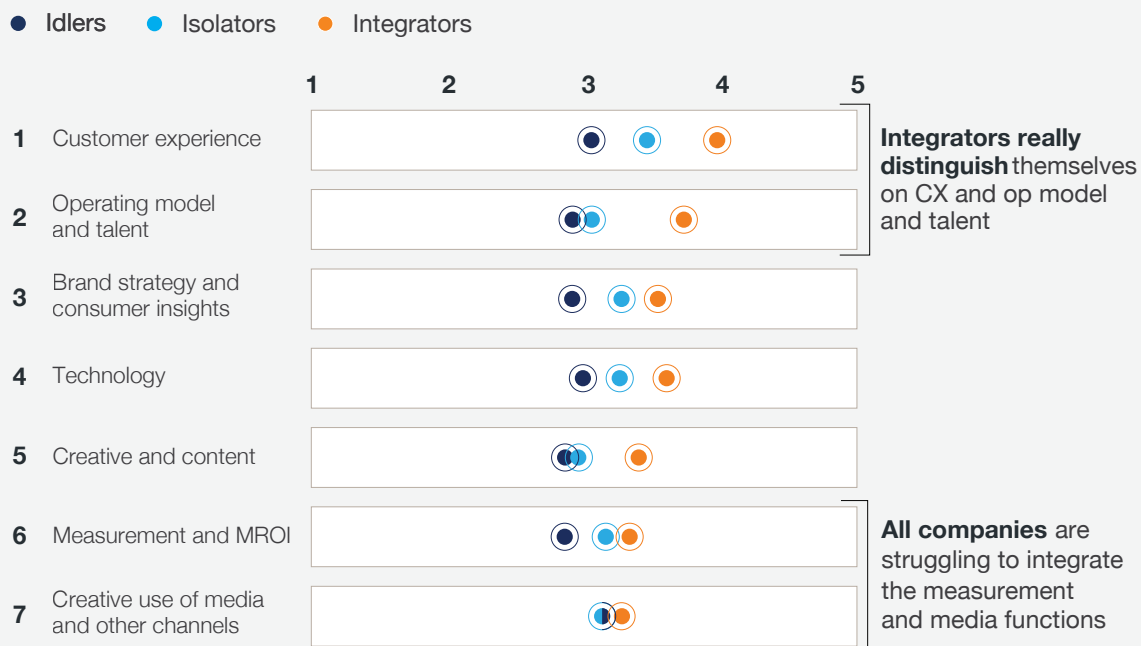 Idlers Isolators Integrators
1 2 3 4 5
1 Customer experience
2 Operating model
and talent
3 Brand strategy and
consumer insights
4 Technology
5 Creative and content
6 Measurement and MROI
7 Creative use of media
and other channels
Integrators really
distinguish themselves
on CX and op model
and talent
All companies are
struggling to integrate
the measurement
and media functions